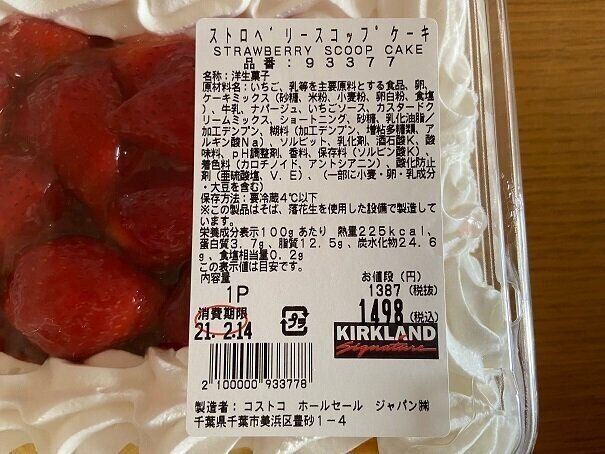 ストロベリースコップケーキ
STRAWBERRY SCOOP CAKE
品番：93377
名称：洋生菓子
原材料名：いちご、乳等を主要原料とする食品、卵、
ケーキミックス（砂糖、米粉、小麦粉、卵白粉、食塩
）、牛乳、ナパージュ、いちごソース、カスタードク
リームミックス、ショートニング、砂糖、乳化油脂／
加工デンプン、糊料（加工デンプン、増粘多糖類、ア
ルギン酸Na）、ソルビット、乳化剤、酒石酸K、酸
味料、pH調整剤、香料、保存料（ソルビン酸K）、
着色料（カロチノイド、アントシアニン）、酸化防止
剤（亜硫酸塩、V.E）、（一部に小麦・卵・乳成分
・大豆を含む）
保存方法：要冷蔵4℃以下
※この製品はそば、落花生を使用した設備で製造して
います。
栄養成分表示100gあたり 熱量225kcal、
蛋白質3.7g、脂質12.5g、炭水化物24.6
g、食塩相当量0.2g
この表示値は目安です。
内容量 お値段（円）
1P 1387（税抜）
消費期限 1498（税込）
21.2.14 プラ
KIRKLAND
Signature
2 100000 933778
製造者：コストコ ホールセール ジャパン㈱
千葉県千葉市美浜区豊砂1－4